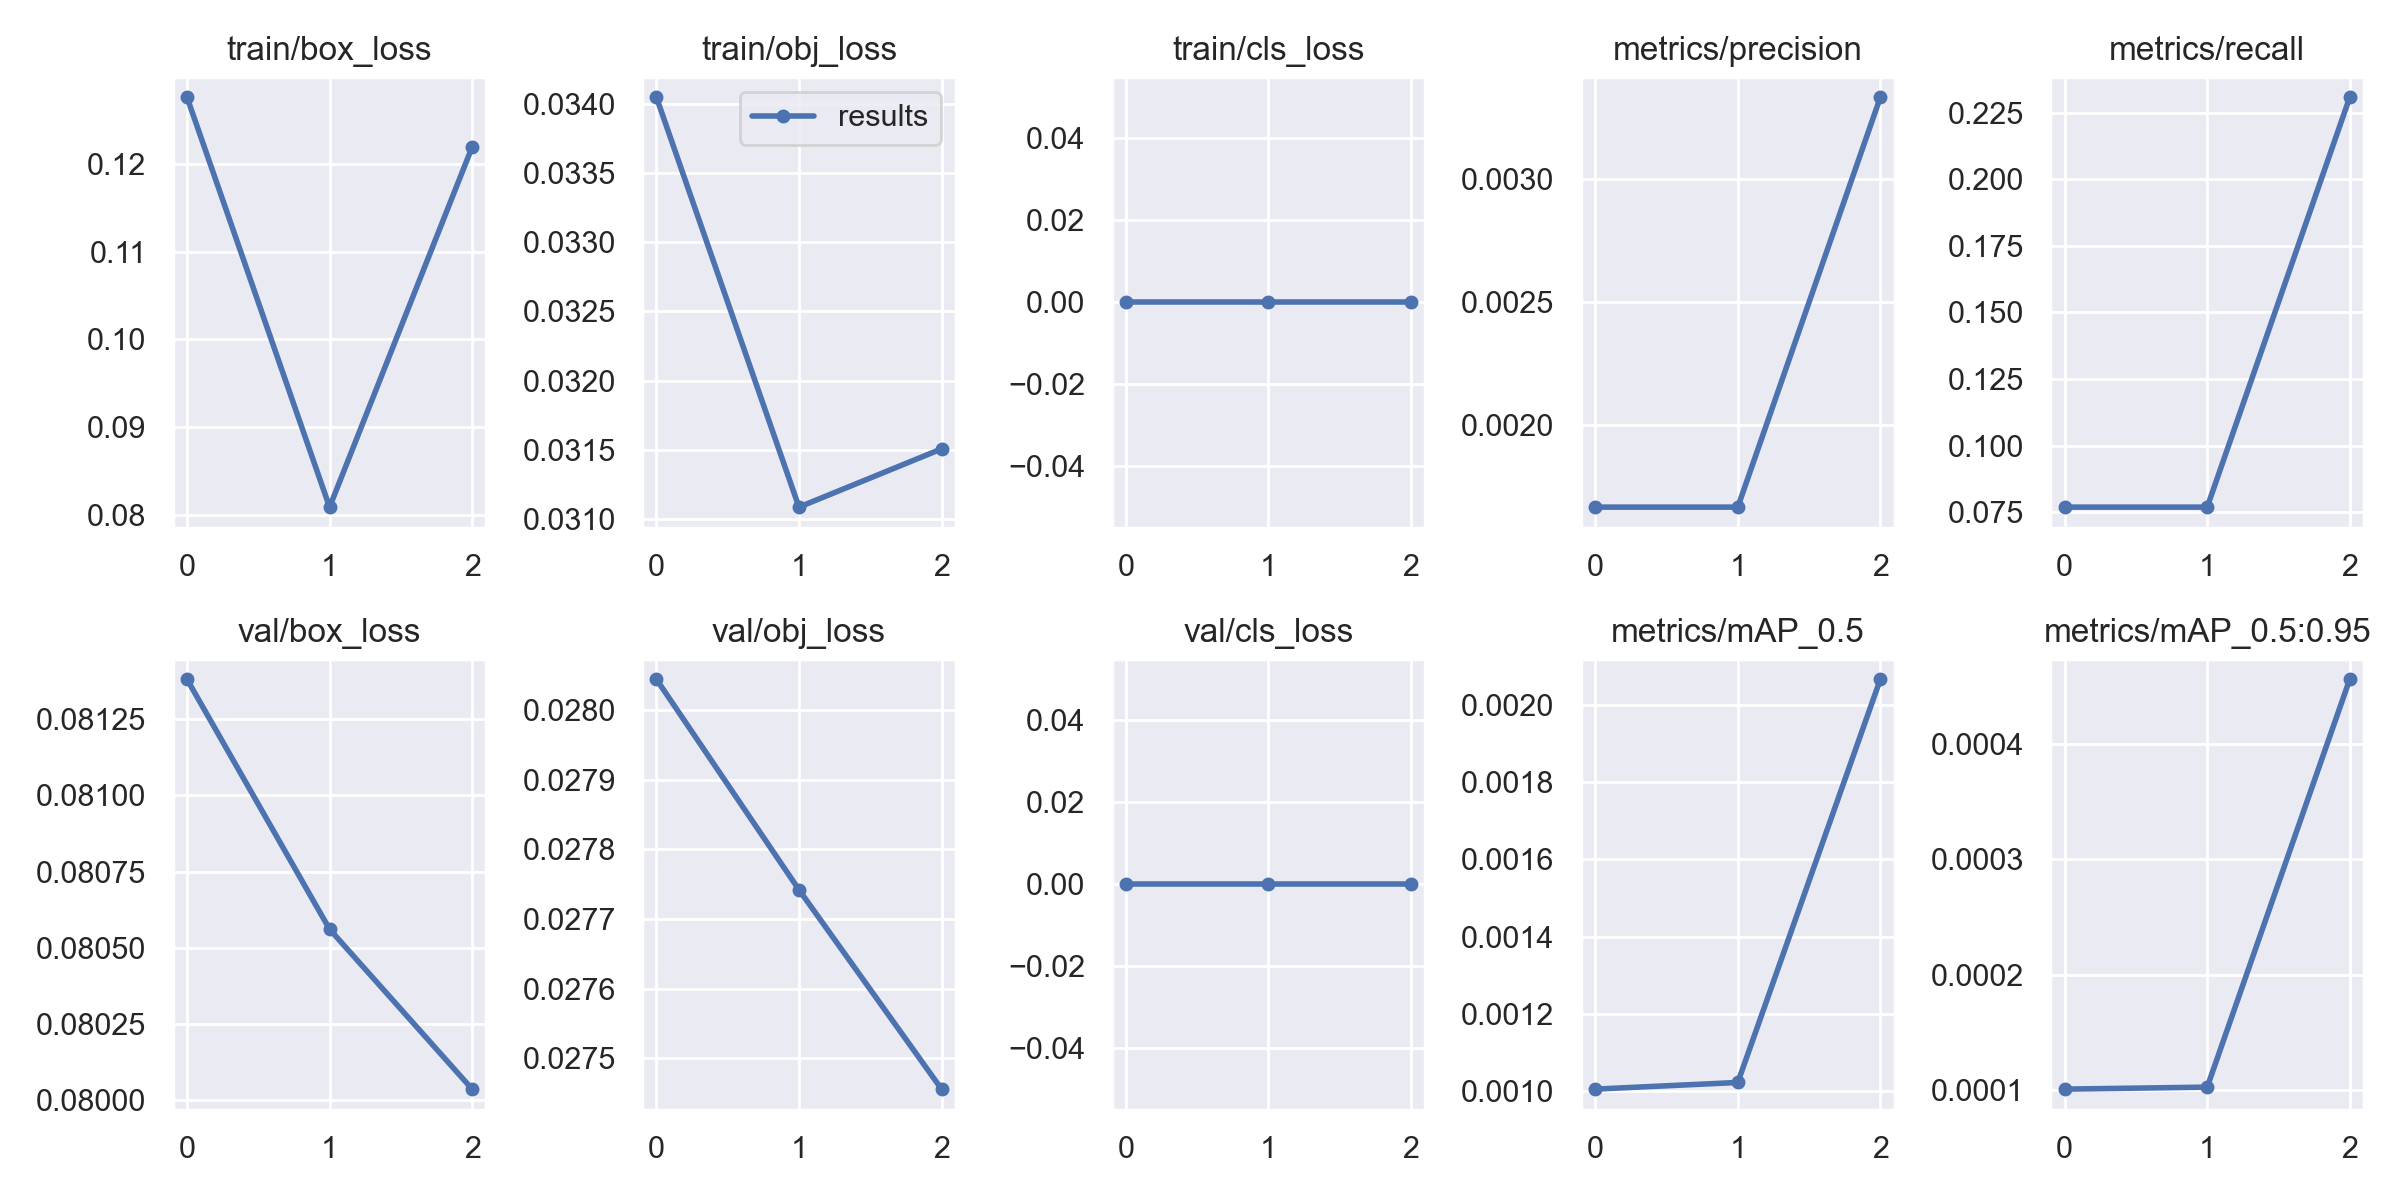 train/box_loss
0.12
0.11
0.10
0.09
0.08
0 1 2
train/obj_loss
results
0.0340
0.0335
0.0330
0.0325
0.0320
0.0315
0.0310
0 1 2
train/cls_loss
0.04
0.02
0.00
−0.02
−0.04
0 1 2
metrics/precision
0.0030
0.0025
0.0020
0 1 2
metrics/recall
0.225
0.200
0.175
0.150
0.125
0.100
0.075
0 1 2
val/box_loss
0.08125
0.08100
0.08075
0.08050
0.08025
0.08000
0 1 2
val/obj_loss
0.0280
0.0279
0.0278
0.0277
0.0276
0.0275
0 1 2
val/cls_loss
0.04
0.02
0.00
−0.02
−0.04
0 1 2
metrics/mAP_0.5
0.0020
0.0018
0.0016
0.0014
0.0012
0.0010
0 1 2
metrics/mAP_0.5:0.95
0.0004
0.0003
0.0002
0.0001
0 1 2